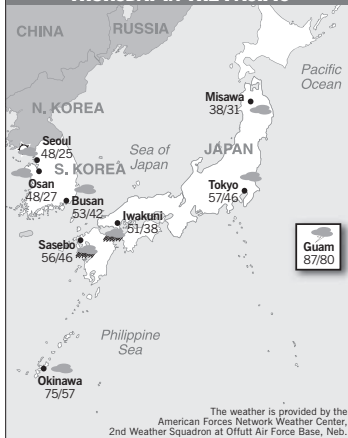 CHINA
RUSSIA
Pacific
Ocean
N. KOREA
Misawa
38/31
Seoul
48/25
Sea of
Japan
JAPAN
S. KOREA
Osan
48/27
Tokyo
57/46
Busan
53/42
Iwakuni
51/38
Sasebo
56/46
Guam
87/80
Philippine
Sea
Okinawa
75/57
The weather is provided by the
American Forces Network Weather Center,
2nd Weather Squadron at Offutt Air Force Base, Neb.